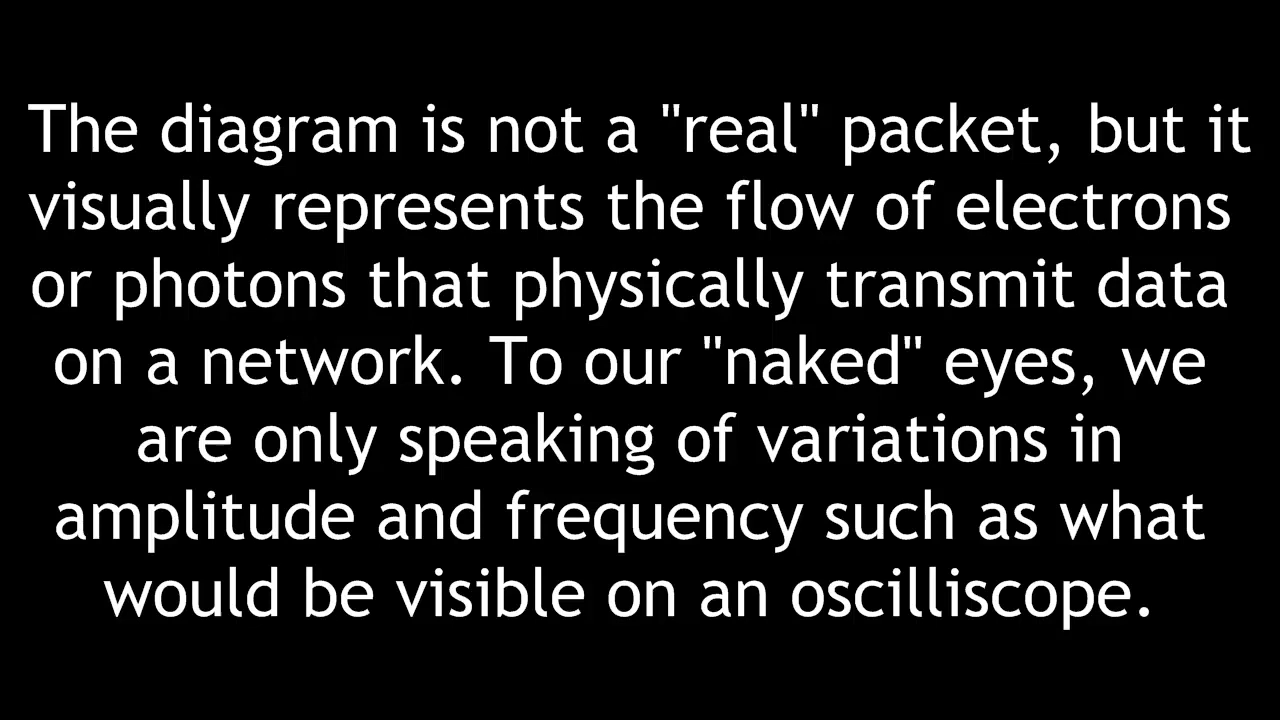 The diagram is not a "real" packet, but it
visually represents the flow of electrons
or photons that physically transmit data
on a network. To our "naked" eyes, we
are only speaking of variations in
amplitude and frequency such as what
would be visible on an oscilliscope.